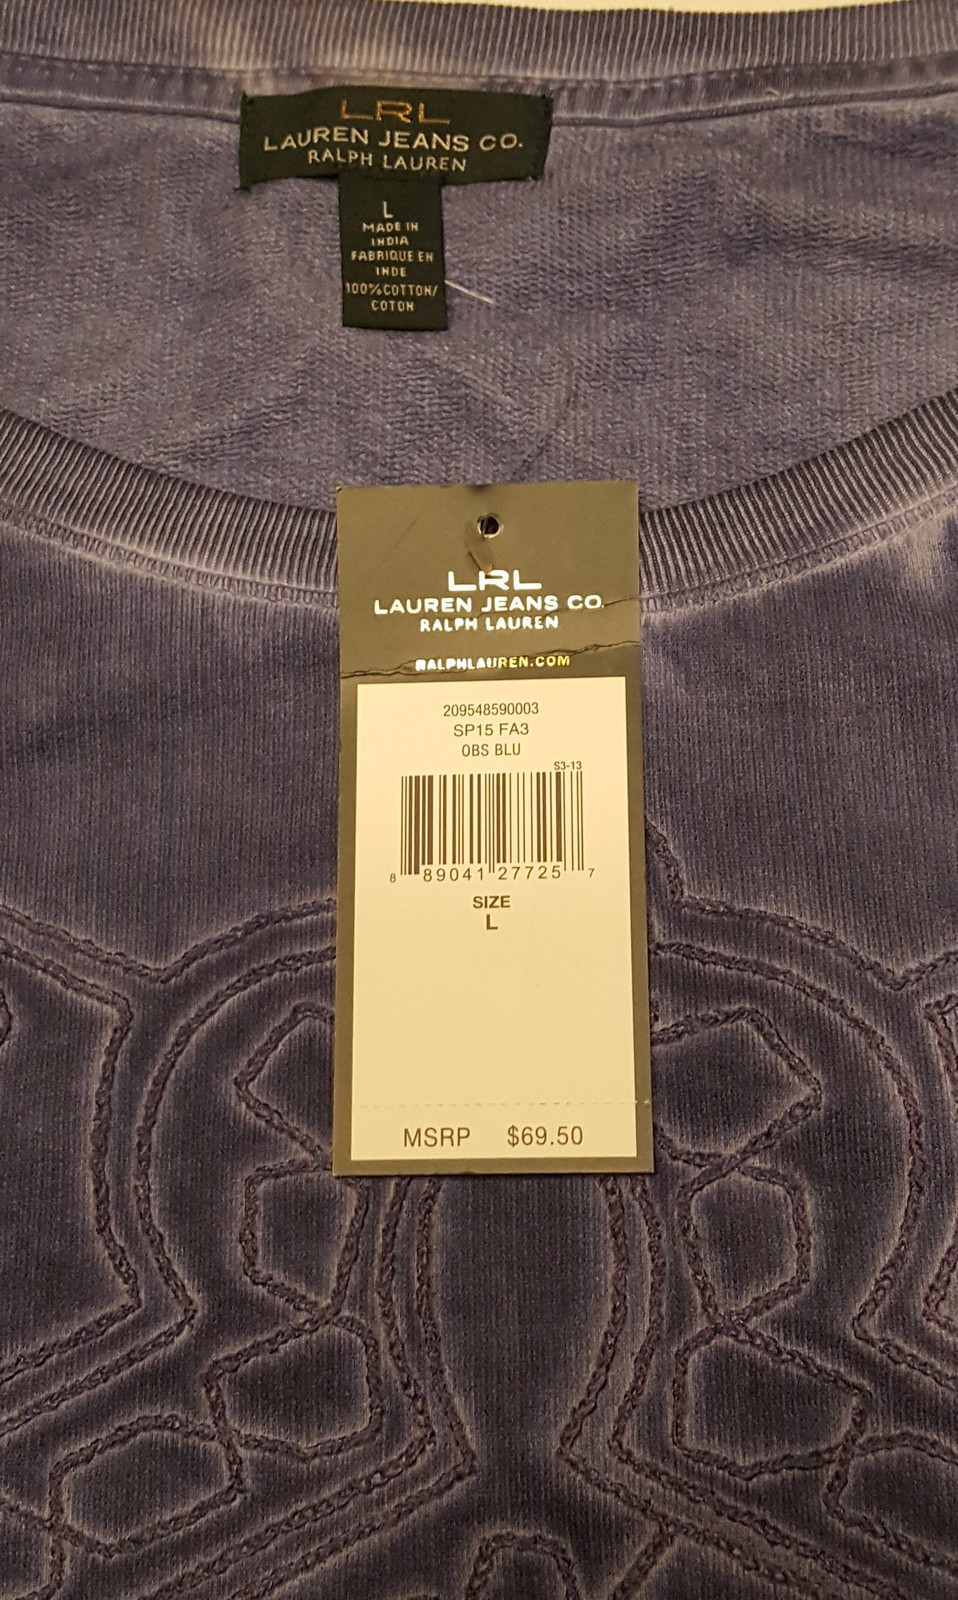 LRL
LAUREN JEANS CO.
RALPH LAUREN
L
MADE IN
INDIA
FABRIQUE EN
INDE
100%COTTON/
COTON
LRL
LAUREN JEANS CO.
RALPH LAUREN
RALPHLAUREN.COM
209548590003
SP15 FA3
OBS BLU
S3-13
8 89041 27725 7
SIZE
L
MSRP $69.50